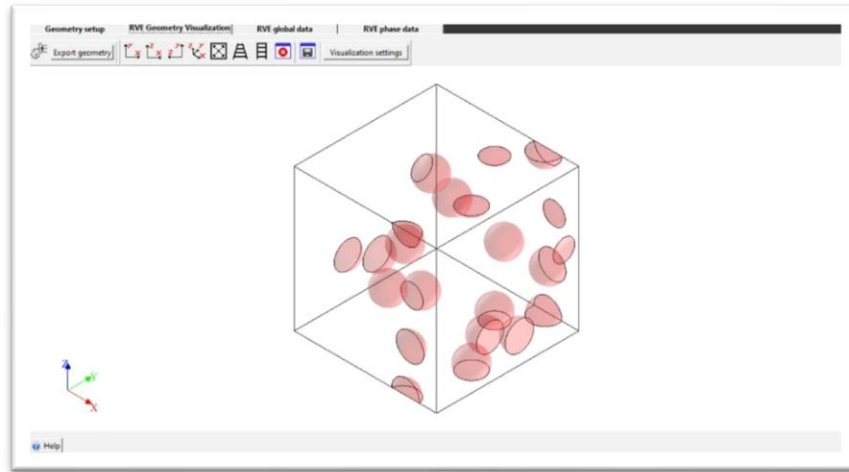 Geometry setup RVE Geometry Visualization RVE global data RVE phase data
Export geometry Visualization settings
Z
Y
X
Help